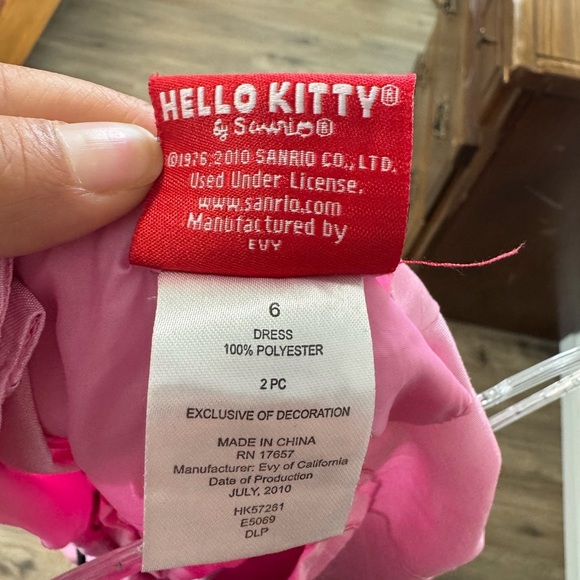 HELLO KITTY®
by Sanrio®
©1976,2010 SANRIO CO.,LTD.
Used Under License.
www.sanrio.com
Manufactured by
EVY
6
DRESS
100% POLYESTER
2 PC
EXCLUSIVE OF DECORATION
MADE IN CHINA
RN 17657
Manufacturer: Evy of California
Date of Production
JULY, 2010
HK57281
E5069
DLP